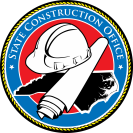 STATE CONSTRUCTION OFFICE